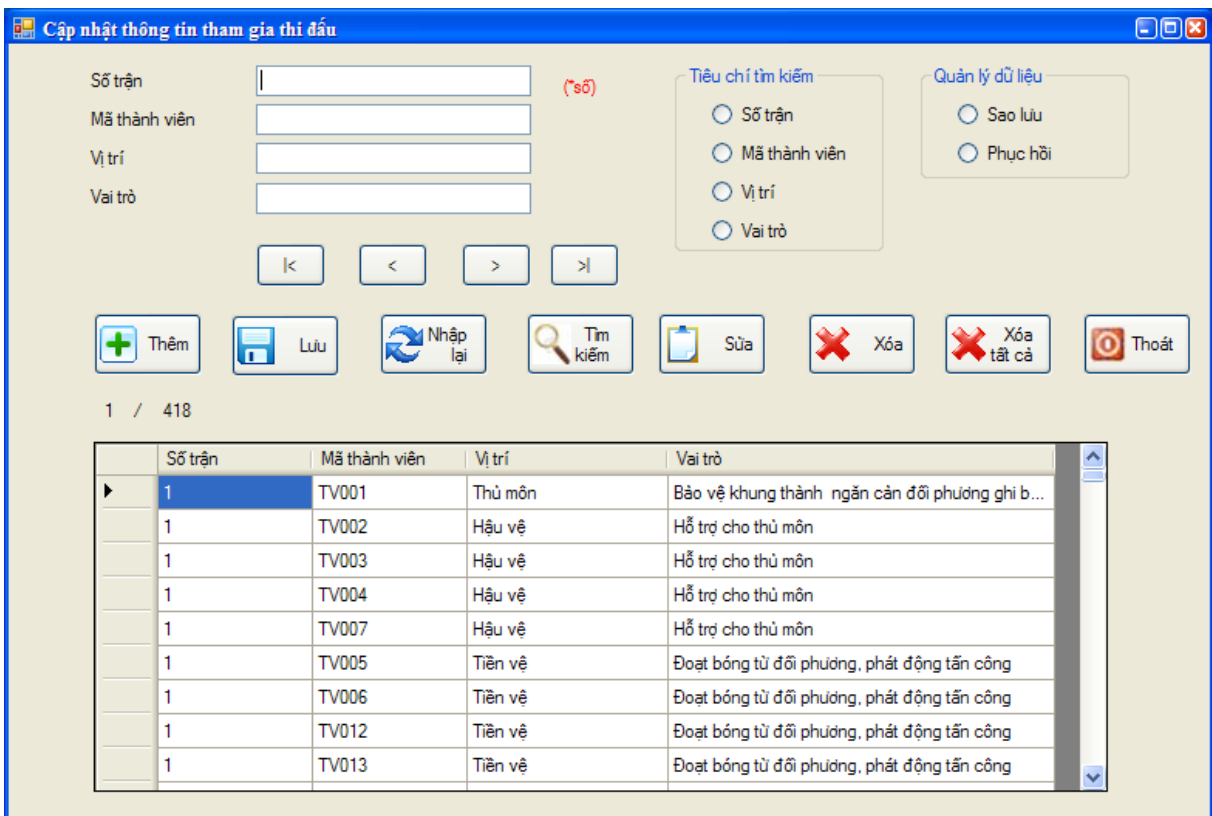 Cập nhật thông tin tham gia thi đấu
Số trận
(*số)
Mã thành viên
Vị trí
Vai trò
Tiêu chí tìm kiếm
Số trận
Mã thành viên
Vị trí
Vai trò
Quản lý dữ liệu
Sao lưu
Phục hồi
|< < > >|
Thêm
Lưu
Nhập
lại
Tìm
kiếm
Sửa
Xóa
Xóa
tất cả
Thoát
1 / 418
Số trận Mã thành viên Vị trí Vai trò
1 TV001 Thủ môn Bảo vệ khung thành ngăn cản đối phương ghi b...
1 TV002 Hậu vệ Hỗ trợ cho thủ môn
1 TV003 Hậu vệ Hỗ trợ cho thủ môn
1 TV004 Hậu vệ Hỗ trợ cho thủ môn
1 TV007 Hậu vệ Hỗ trợ cho thủ môn
1 TV005 Tiền vệ Đoạt bóng từ đối phương, phát động tấn công
1 TV006 Tiền vệ Đoạt bóng từ đối phương, phát động tấn công
1 TV012 Tiền vệ Đoạt bóng từ đối phương, phát động tấn công
1 TV013 Tiền vệ Đoạt bóng từ đối phương, phát động tấn công